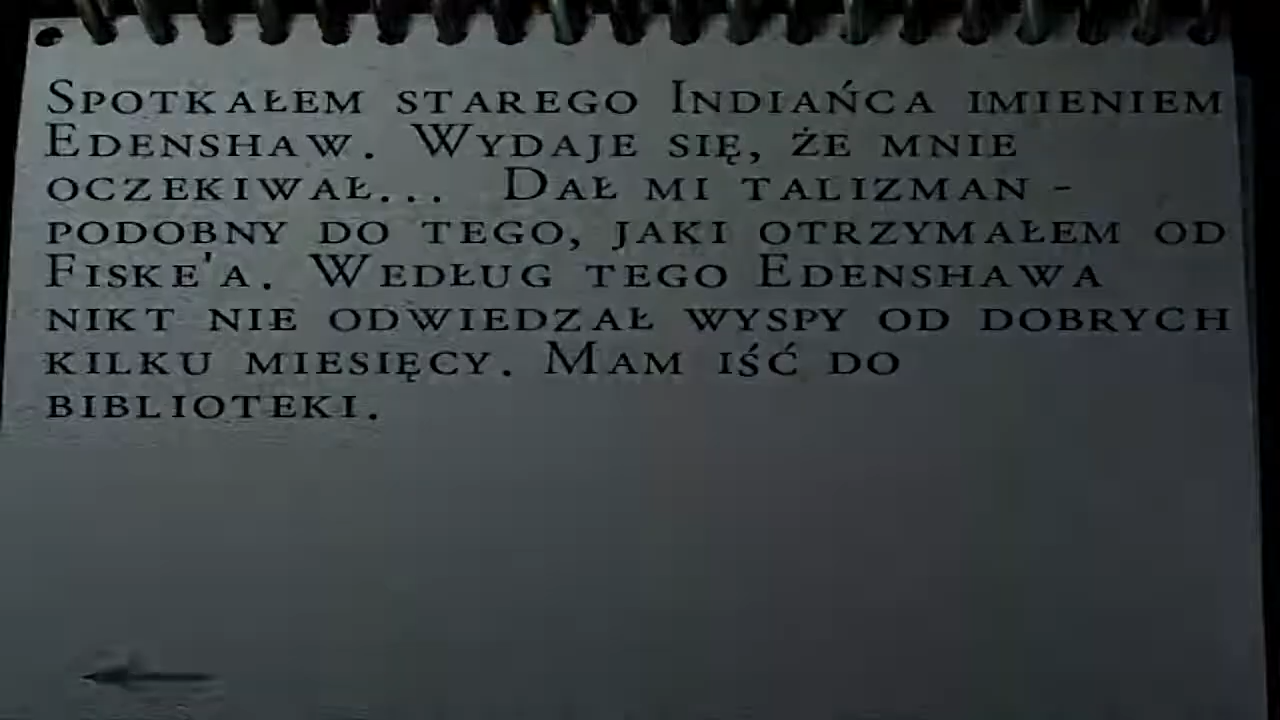 Spotkałem starego Indiańca imieniem
Edenshaw. Wydaje się, że mnie
oczekiwał... Dał mi talizman -
podobny do tego, jaki otrzymałem od
Fiske'a. Według tego Edenshawa
nikt nie odwiedzał wyspy od dobrych
kilku miesięcy. Mam iść do
biblioteki.